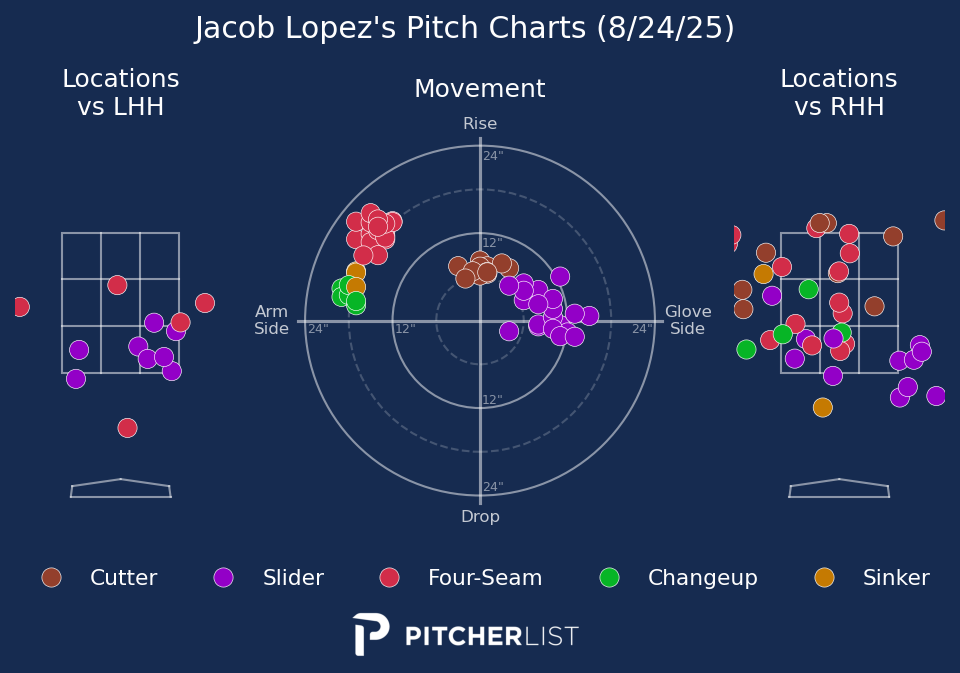 Jacob Lopez's Pitch Charts (8/24/25)
Locations
vs LHH
Movement
Locations
vs RHH
Rise
24"
12"
Arm
Side
24"
12"
24"
Glove
Side
12"
24"
Drop
Cutter
Slider
Four-Seam
Changeup
Sinker
PITCHERLIST